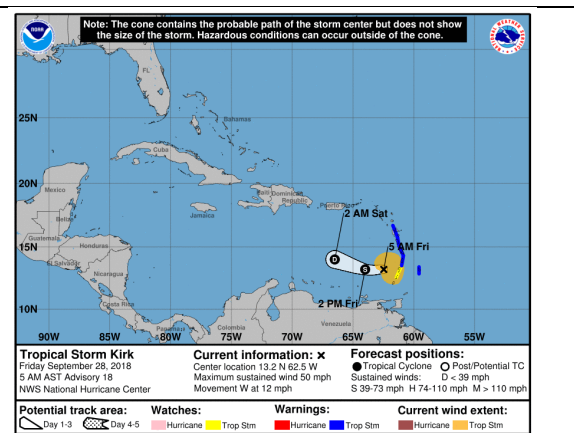 Note: The cone contains the probable path of the storm center but does not show
the size of the storm. Hazardous conditions can occur outside of the cone.
NOAA
FL
25N
Bahamas
Cuba
20N
Mexico
Haiti
Dominican
Republic
Puerto Rico
2 AM Sat
Jamaica
Belize
Guatemala
Honduras
5 AM Fri
15N
El Salvador
D
S
Nicaragua
2 PM Fri
Costa Rica
10N
Panama
Colombia
Venezuela
90W 85W 80W 75W 70W 65W 60W 55W
Tropical Storm Kirk
Friday September 28, 2018
5 AM AST Advisory 18
NWS National Hurricane Center
Current information: x
Center location 13.2 N 62.5 W
Maximum sustained wind 50 mph
Movement W at 12 mph
Forecast positions:
● Tropical Cyclone ○ Post/Potential TC
Sustained winds: D < 39 mph
S 39-73 mph H 74-110 mph M > 110 mph
Potential track area:
Day 1-3 Day 4-5
Watches:
Hurricane Trop Stm
Warnings:
Hurricane Trop Stm
Current wind extent:
Hurricane Trop Stm